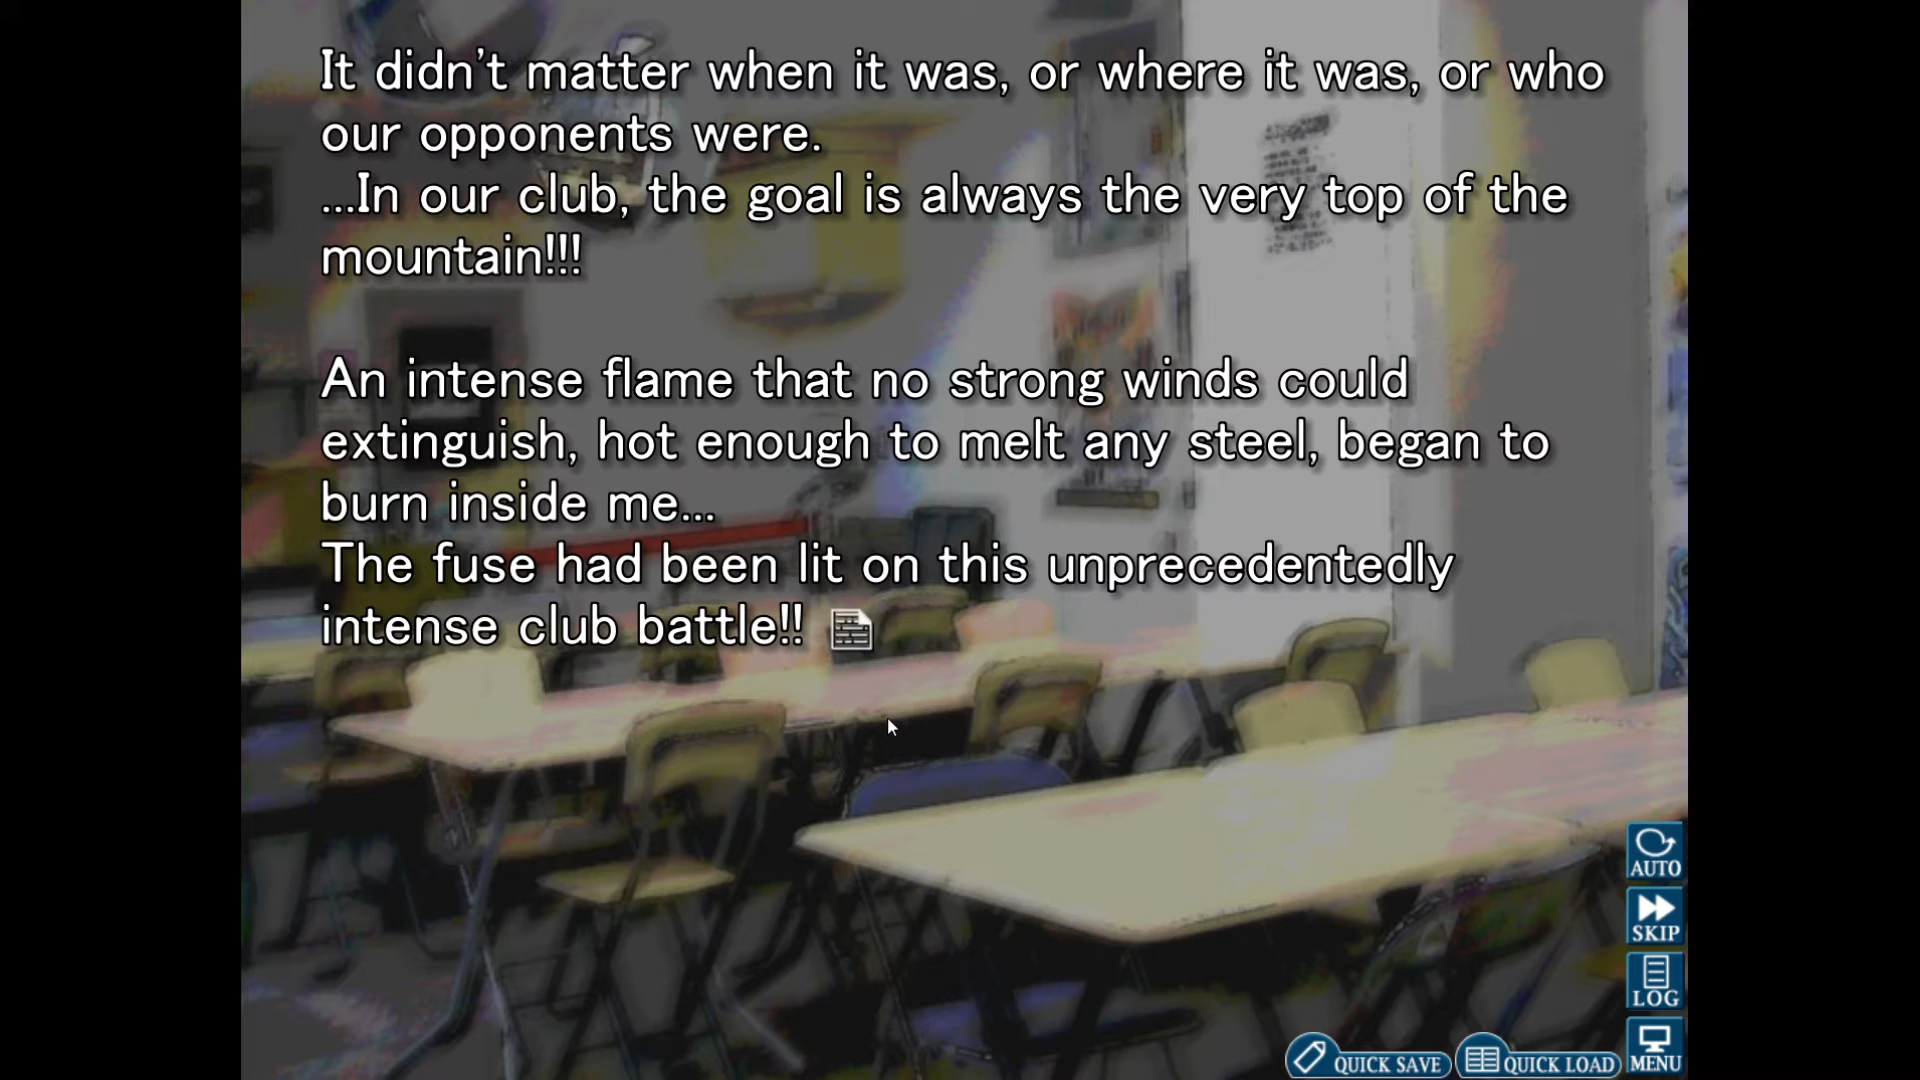 It didn't matter when it was, or where it was, or who
our opponents were.
...In our club, the goal is always the very top of the
mountain!!!
An intense flame that no strong winds could
extinguish, hot enough to melt any steel, began to
burn inside me...
The fuse had been lit on this unprecedentedly
intense club battle!!
AUTO
SKIP
LOG
MENU
QUICK SAVE
QUICK LOAD